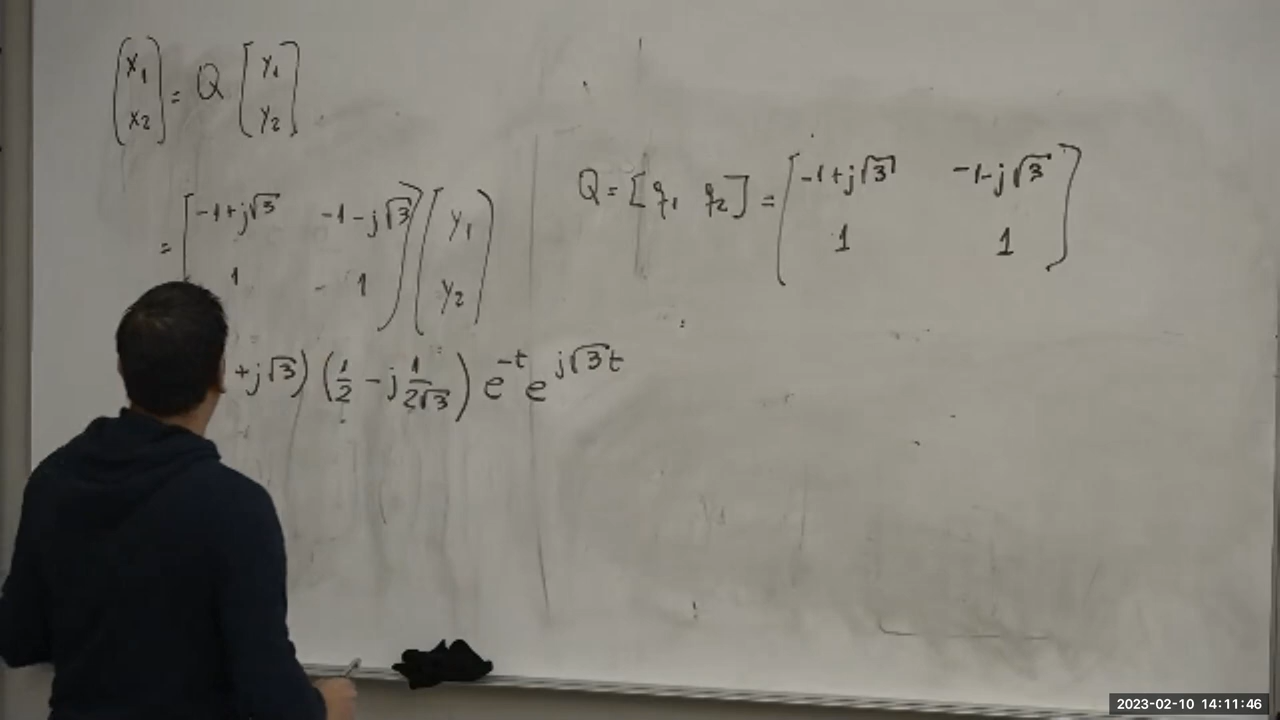 [x₁ x₂] = Q [y₁ y₂]
= [-1+j√3 -1-j√3; 1 1] [y₁ y₂]
+j√3) (1/2 - j 1/(2√3)) e^(-t) e^(j√3t)
Q = [q₁ q₂] = [-1+j√3 -1-j√3; 1 1]
2023-02-10 14:11:46